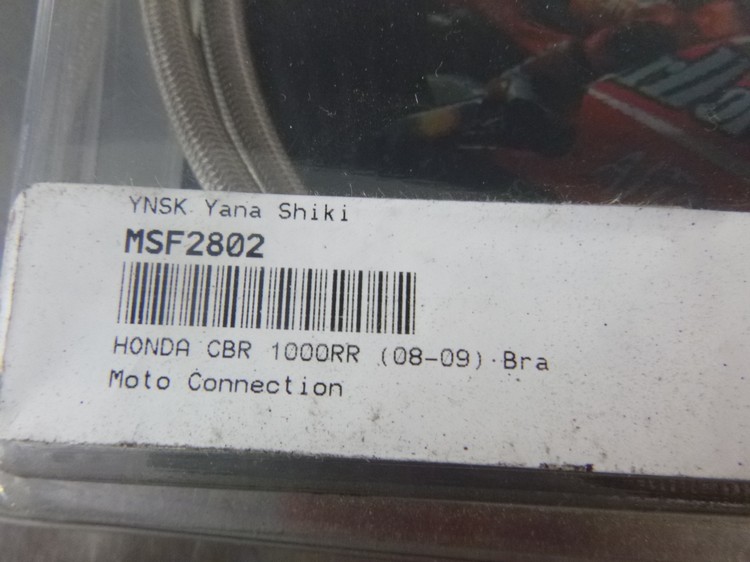 YNSK Yana Shiki
MSF2802
HONDA CBR 1000RR (08-09) Bra
Moto Connection